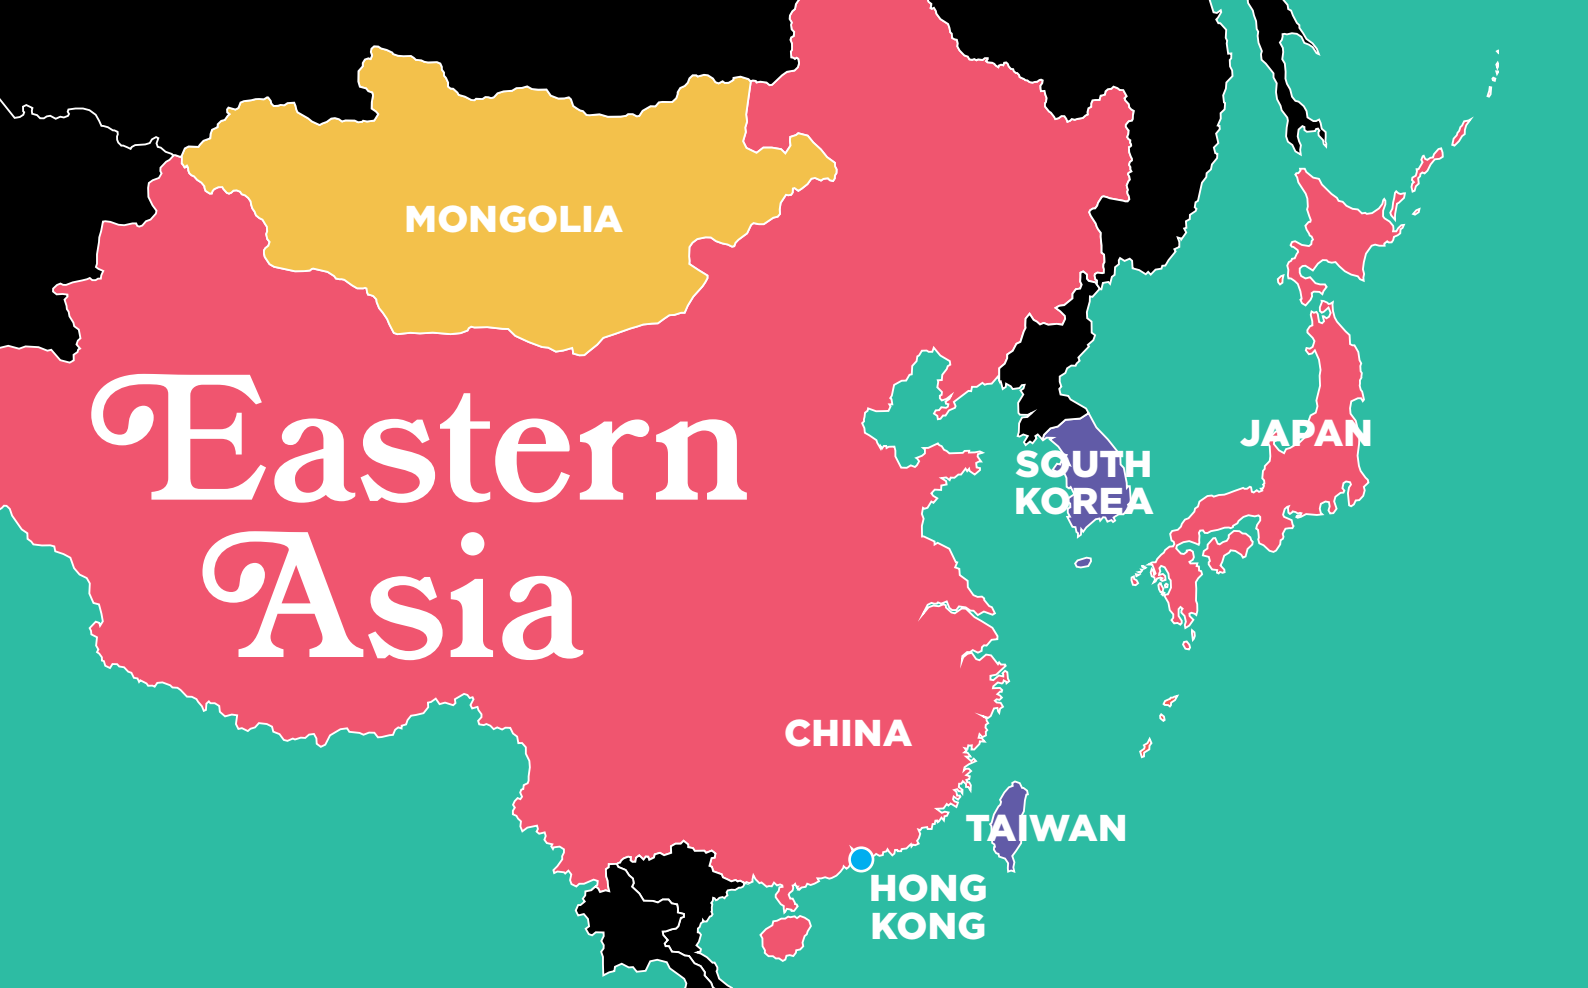 MONGOLIA
Eastern
Asia
JAPAN
SOUTH
KOREA
CHINA
TAIWAN
HONG
KONG